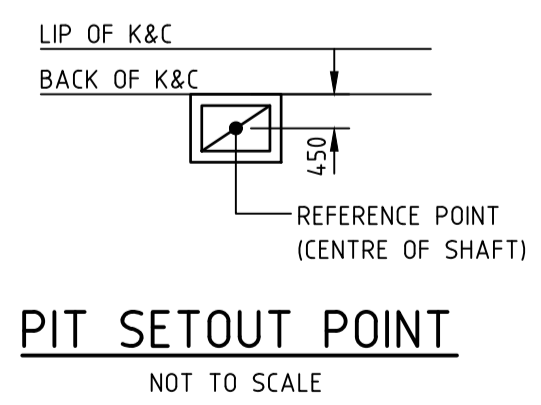 LIP OF K&C
BACK OF K&C
450
REFERENCE POINT
(CENTRE OF SHAFT)
PIT SETOUT POINT
NOT TO SCALE